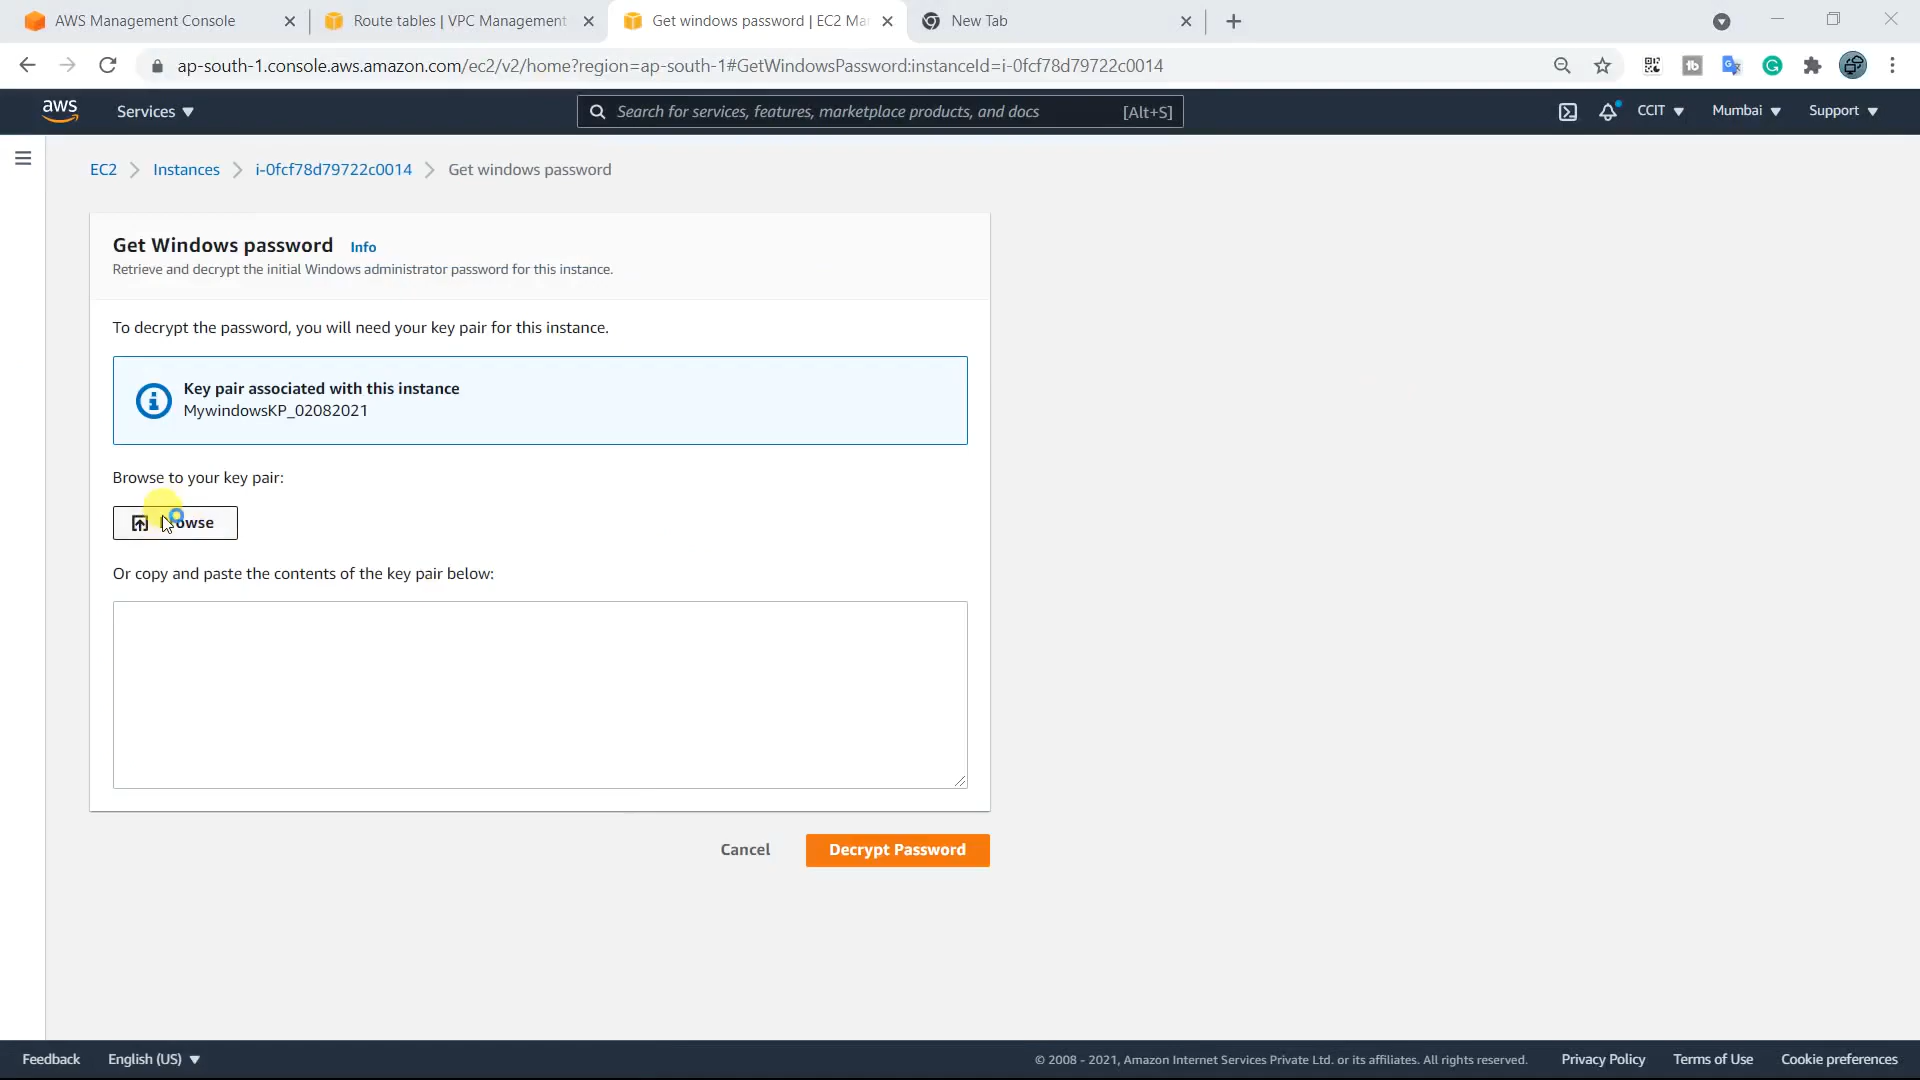 AWS Management Console
Route tables | VPC Management
Get windows password | EC2 Ma
New Tab
ap-south-1.console.aws.amazon.com/ec2/v2/home?region=ap-south-1#GetWindowsPassword:instanceId=i-0fcf78d79722c0014
aws
Services
Search for services, features, marketplace products, and docs
[Alt+S]
CCIT
Mumbai
Support
EC2
Instances
i-0fcf78d79722c0014
Get windows password
Get Windows password
Info
Retrieve and decrypt the initial Windows administrator password for this instance.
To decrypt the password, you will need your key pair for this instance.
Key pair associated with this instance
MywindowsKP_02082021
Browse to your key pair:
Browse
Or copy and paste the contents of the key pair below:
Cancel
Decrypt Password
Feedback
English (US)
© 2008 - 2021, Amazon Internet Services Private Ltd. or its affiliates. All rights reserved.
Privacy Policy
Terms of Use
Cookie preferences